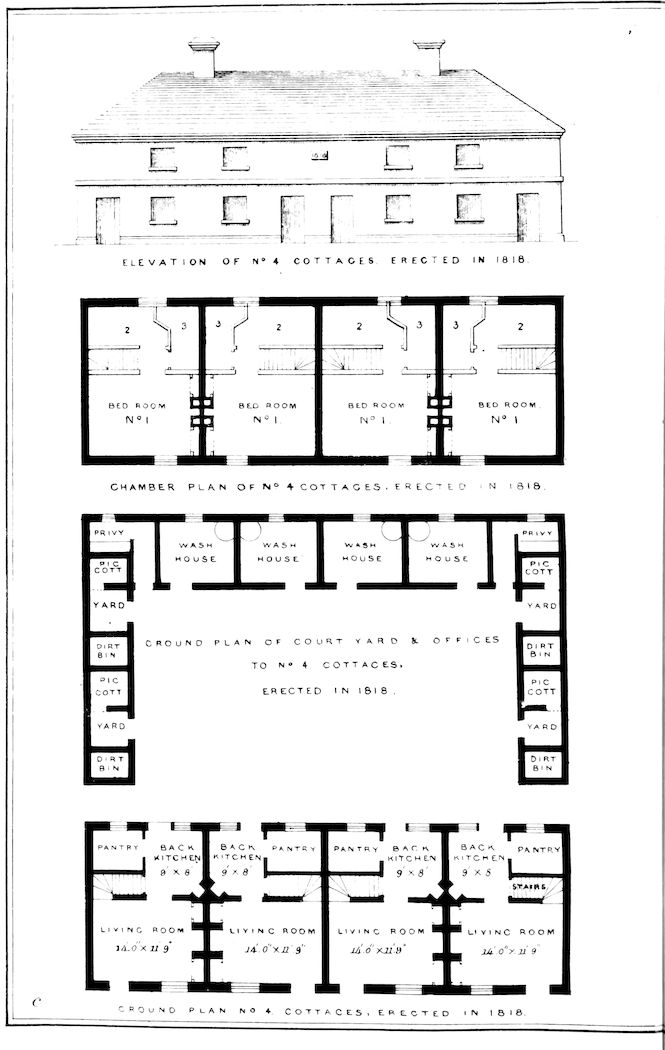 ELEVATION OF Nº 4 COTTAGES. ERECTED IN 1818.
2 3 3 2 2 3 3 2
BED ROOM BED ROOM BED ROOM BED ROOM.
Nº 1 Nº 1. Nº 1. Nº 1
CHAMBER PLAN OF Nº 4 COTTAGES, ERECTED IN 1818.
PRIVY PRIVY
WASH WASH WASH WASH
HOUSE HOUSE HOUSE HOUSE
PIC PIC
COTT COTT
YARD YARD
DIRT DIRT
BIN BIN
PIC PIC
COTT COTT
YARD YARD
DIRT DIRT
BIN BIN
GROUND PLAN OF COURT YARD & OFFICES
TO Nº 4 COTTAGES,
ERECTED IN 1818.
PANTRY BACK BACK PANTRY PANTRY BACK BACK PANTRY
KITCHEN KITCHEN KITCHEN KITCHEN
9' × 8' 9' × 8' 9' × 8' 9' × 8'
STAIRS
LIVING ROOM LIVING ROOM LIVING ROOM LIVING ROOM
14'.0" × 11'9" 14'.0" × 11'9" 14'.0" × 11'9" 14'.0" × 11'9"
C
GROUND PLAN Nº 4 COTTAGES, ERECTED IN 1818.